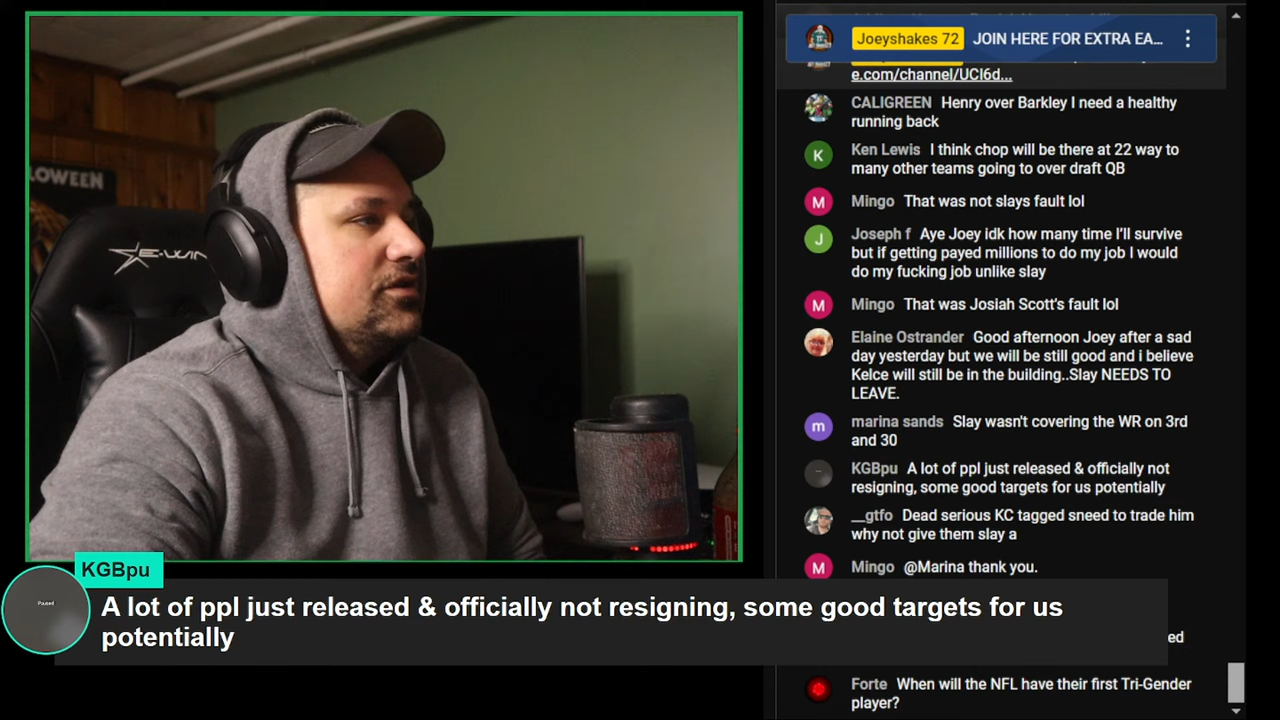 LOWEEN
E-WIN
Joeyshakes 72 JOIN HERE FOR EXTRA EA...
e.com/channel/UCI6d...
CALIGREEN Henry over Barkley I need a healthy
running back
K
Ken Lewis I think chop will be there at 22 way to
many other teams going to over draft QB
M
Mingo That was not slays fault lol
J
Joseph f Aye Joey idk how many time I'll survive
but if getting payed millions to do my job I would
do my fucking job unlike slay
M
Mingo That was Josiah Scott's fault lol
Elaine Ostrander Good afternoon Joey after a sad
day yesterday but we will be still good and i believe
Kelce will still be in the building..Slay NEEDS TO
LEAVE.
m
marina sands Slay wasn't covering the WR on 3rd
and 30
KGBpu A lot of ppl just released & officially not
resigning, some good targets for us potentially
__gtfo Dead serious KC tagged sneed to trade him
why not give them slay a
M
Mingo @Marina thank you.
ed
Forte When will the NFL have their first Tri-Gender
player?
KGBpu
Paused
A lot of ppl just released & officially not resigning, some good targets for us
potentially